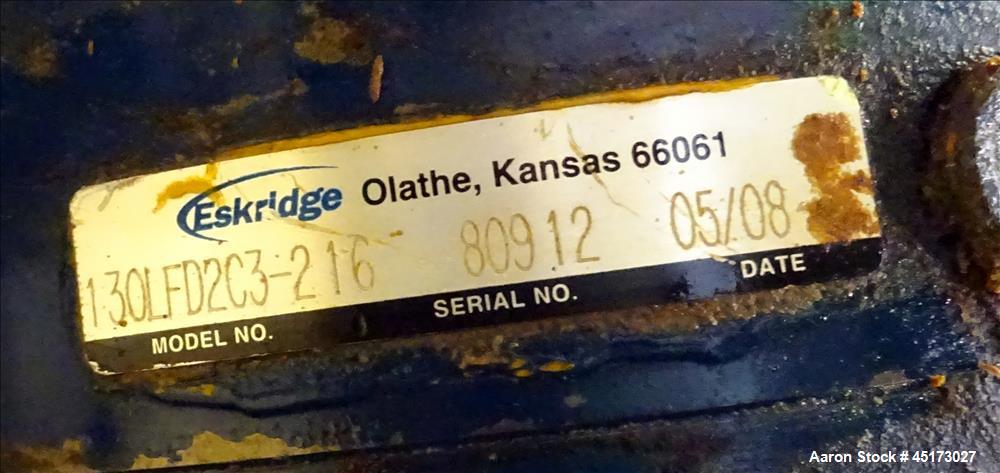 Eskridge Olathe, Kansas 66061
130LFD2C3-216 80912 05/08
MODEL NO. SERIAL NO. DATE
Aaron Stock # 45173027